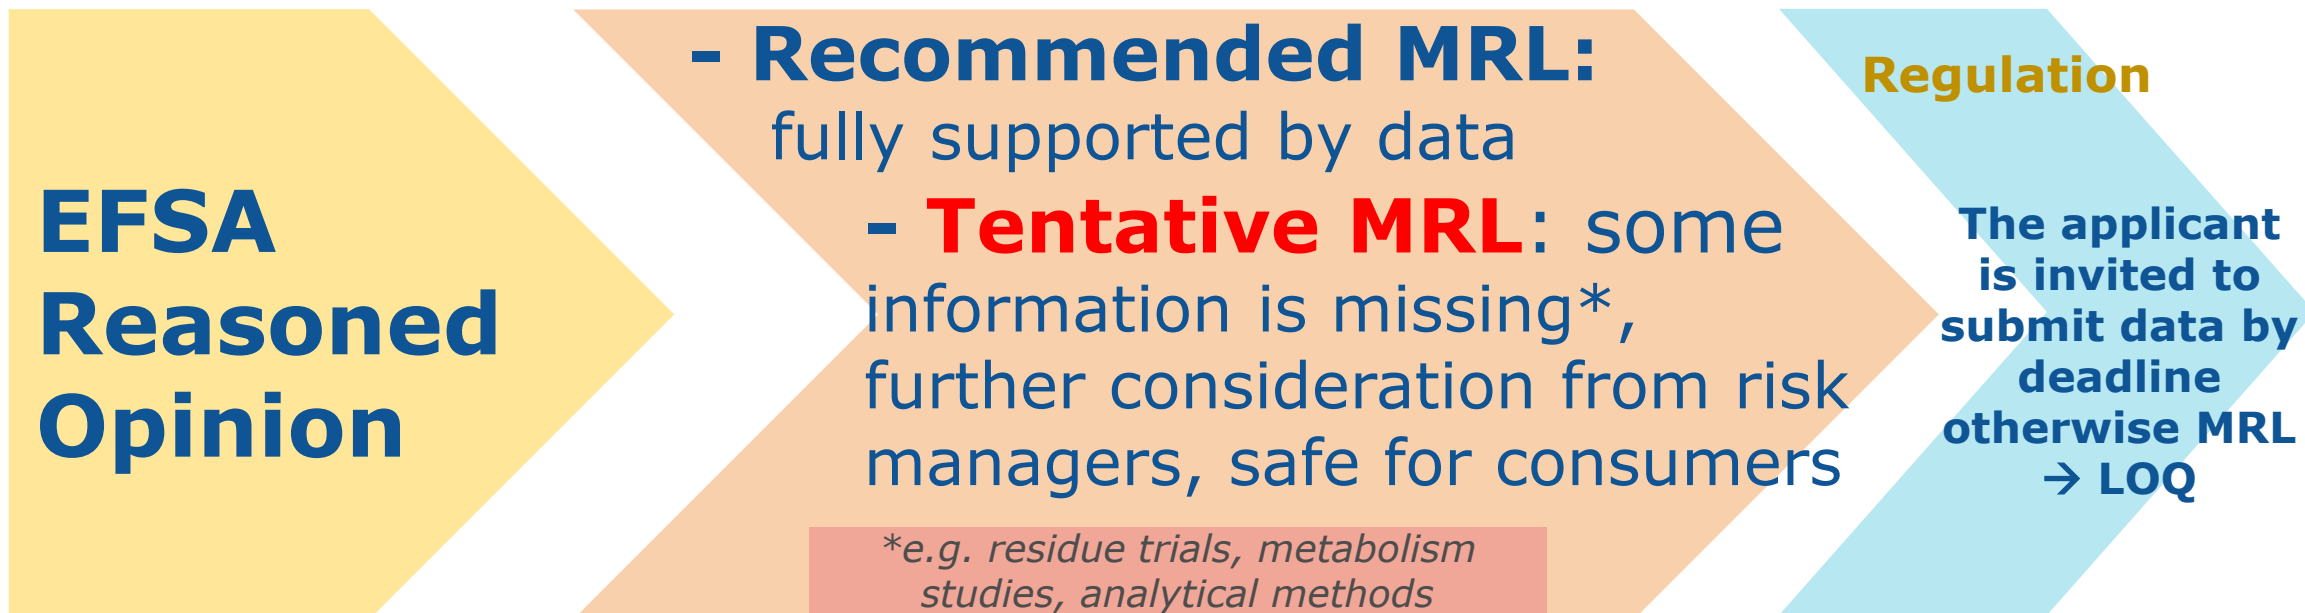 EFSA
Reasoned
Opinion
- Recommended MRL:
fully supported by data
- Tentative MRL: some
information is missing*,
further consideration from risk
managers, safe for consumers
*e.g. residue trials, metabolism
studies, analytical methods
Regulation
The applicant
is invited to
submit data by
deadline
otherwise MRL
→ LOQ